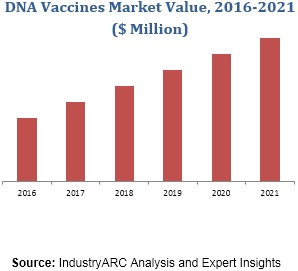 DNA Vaccines Market Value, 2016-2021
($ Million)
2016 2017 2018 2019 2020 2021
Source: IndustryARC Analysis and Expert Insights